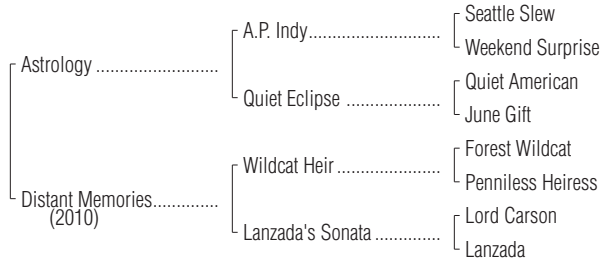 Seattle Slew
A.P. Indy..............................
Weekend Surprise
Astrology ............................
Quiet American
Quiet Eclipse ......................
June Gift
Forest Wildcat
Wildcat Heir........................
Penniless Heiress
Distant Memories...............
(2010)
Lord Carson
Lanzada's Sonata ...............
Lanzada